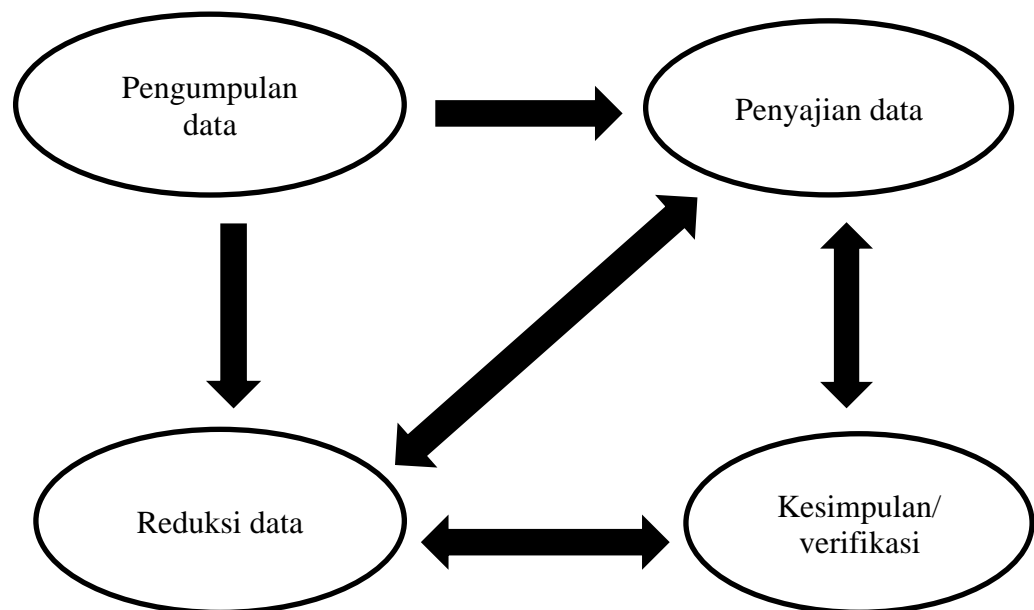 Pengumpulan
data
Penyajian data
Reduksi data
Kesimpulan/
verifikasi